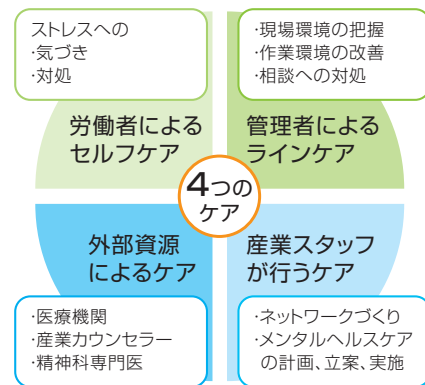 ストレスへの
·気づき
·対処
·現場環境の把握
·作業環境の改善
·相談への対処
労働者による
セルフケア
管理者による
ラインケア
4つの
ケア
外部資源
によるケア
産業スタッフ
が行うケア
·医療機関
·産業カウンセラー
·精神科専門医
·ネットワークづくり
·メンタルヘルスケア
の計画、立案、実施